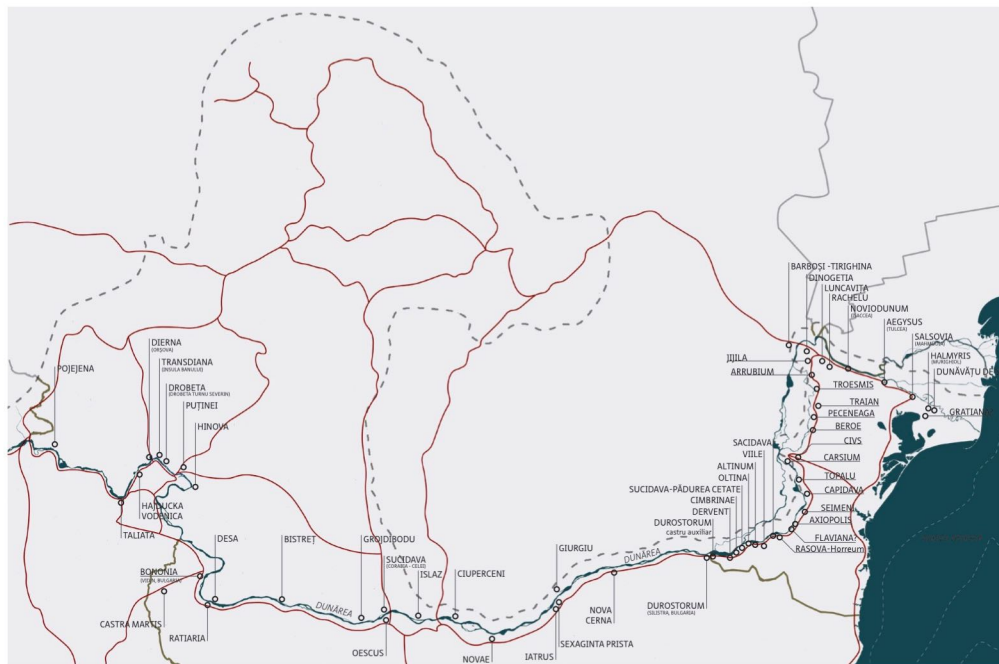 BARBOȘI -TIRIGHINA
DINOGETIA
LUNCAVIȚA
RACHELU
NOVIODUNUM
AEGYSUS
(TULCEA)
SALSOVIA
HALMYRIS
(MURIGHIOL)
DUNĂVĂȚU DE
GRATIAN
JIJILA
ARRUBIUM
TROESMIS
TRAIAN
PECENEAGA
BEROE
CIVS
CARSIUM
TOPALU
CAPIDAVA
SEIMENI
AXIOPOLIS
FLAVIANA?
RASOVA-Horreum
SACIDAVA
VIILE
ALTINUM
OLTINA
SUCIDAVA-PĂDUREA CETATE
CIMBRINAE
DERVENT
DUROSTORUM
castru auxiliar
DUROSTORUM
(SILISTRA, BULGARIA)
DIERNA
(ORȘOVA)
TRANSDIANA
(INSULA BANULUI)
DROBETA
(DROBETA TURNU SEVERIN)
PUȚINEI
HINOVA
POJEJENA
HAJDUCKA
VODENICA
TALIATA
DESA
BISTREȚ
GROJDIBODU
SUCIDAVA
(CORABIA - CELEI)
ISLAZ
CIUPERCENI
GIURGIU
DUNĂREA
NOVA
CERNA
BONONIA
(VIDIN, BULGARIA)
CASTRA MARTIS
RATIARIA
DUNĂREA
OESCUS
NOVAE
IATRUS
SEXAGINTA PRISTA